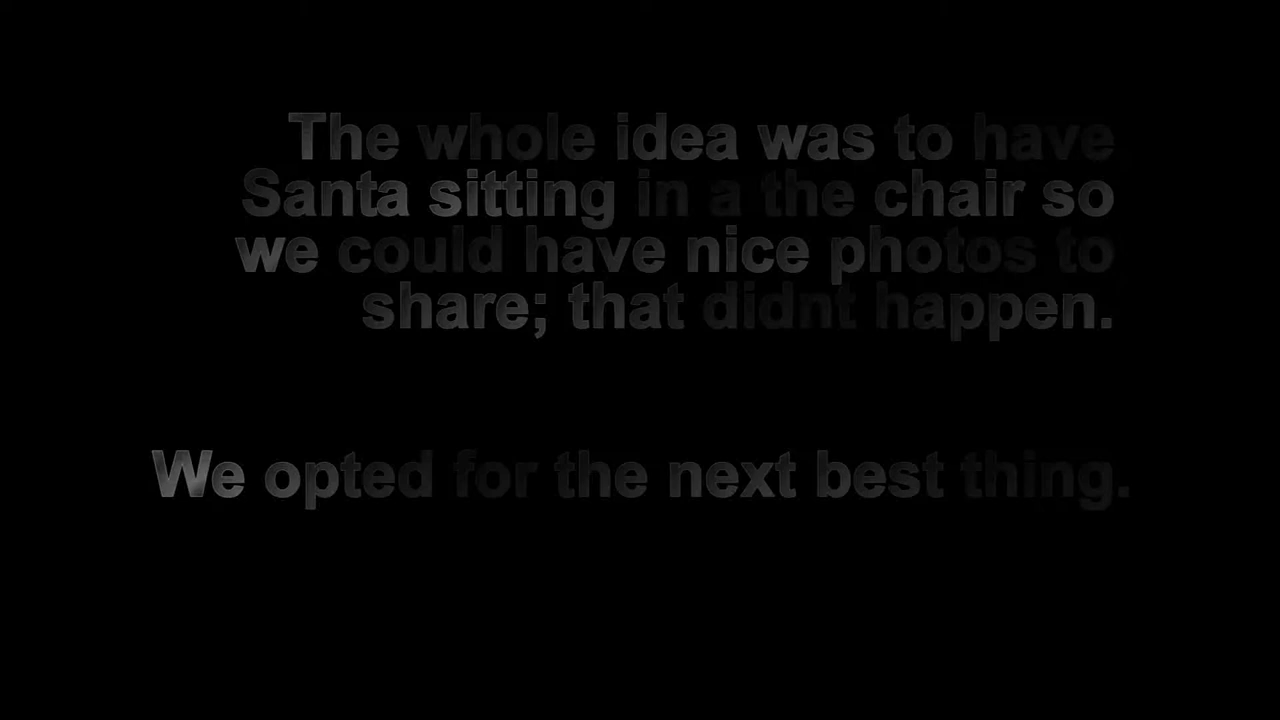 The whole idea was to have
Santa sitting in a the chair so
we could have nice photos to
share; that didnt happen.
We opted for the next best thing.